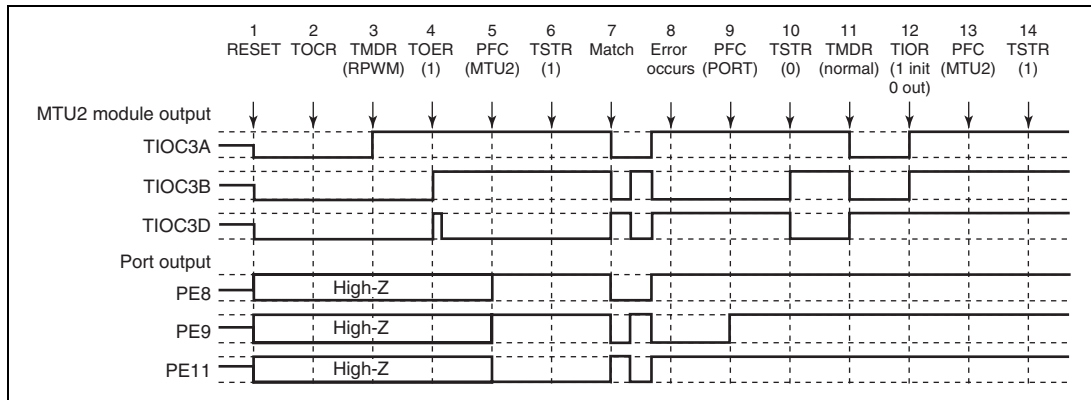 1 2 3 4 5 6 7 8 9 10 11 12 13 14
RESET TOCR TMDR TOER PFC TSTR Match Error PFC TSTR TMDR TIOR PFC TSTR
(RPWM) (1) (MTU2) (1) occurs (PORT) (0) (normal) (1 init (MTU2) (1)
0 out)
MTU2 module output
TIOC3A
TIOC3B
TIOC3D
Port output
PE8 High-Z
PE9 High-Z
PE11 High-Z